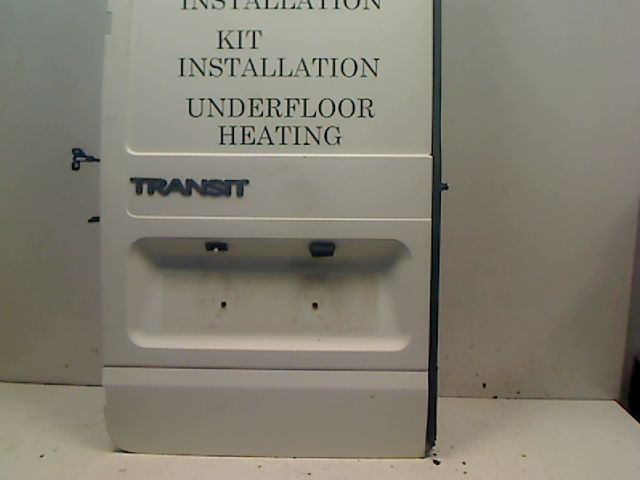 INSTALLATION
KIT
INSTALLATION
UNDERFLOOR
HEATING
TRANSIT